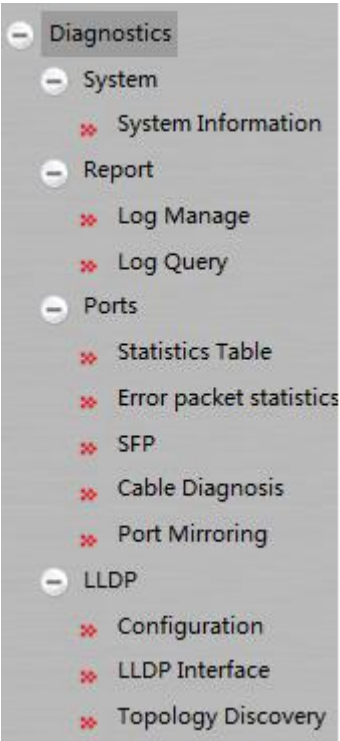 Diagnostics
System
System Information
Report
Log Manage
Log Query
Ports
Statistics Table
Error packet statistics
SFP
Cable Diagnosis
Port Mirroring
LLDP
Configuration
LLDP Interface
Topology Discovery